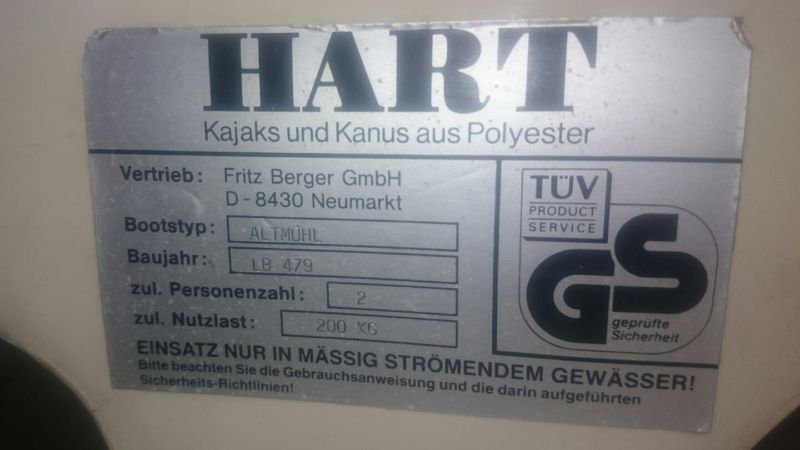 HART
Kajaks und Kanus aus Polyester
Vertrieb: Fritz Berger GmbH
D-8430 Neumarkt
Bootstyp: ALTMÜHL
Baujahr: LB 479
zul. Personenzahl: 2
zul. Nutzlast: 200 KG
EINSATZ NUR IN MÄSSIG STRÖMENDEM GEWÄSSER!
Bitte beachten Sie die Gebrauchsanweisung und die darin aufgeführten
Sicherheits-Richtlinien!
TÜV
PRODUCT
SERVICE
GS
geprüfte
Sicherheit